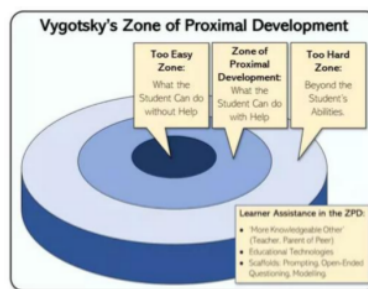 Vygotsky's Zone of Proximal Development
Too Easy
Zone:
What the
Student Can do
without Help
Zone of
Proximal
Development:
What the
Student Can do
with Help
Too Hard
Zone:
Beyond the
Student's
Abilities.
Learner Assistance in the ZPD:
• 'More Knowledgeable Other'
(Teacher, Parent of Peer)
• Educational Technologies
• Scaffolds: Prompting, Open-Ended
Questioning, Modelling.